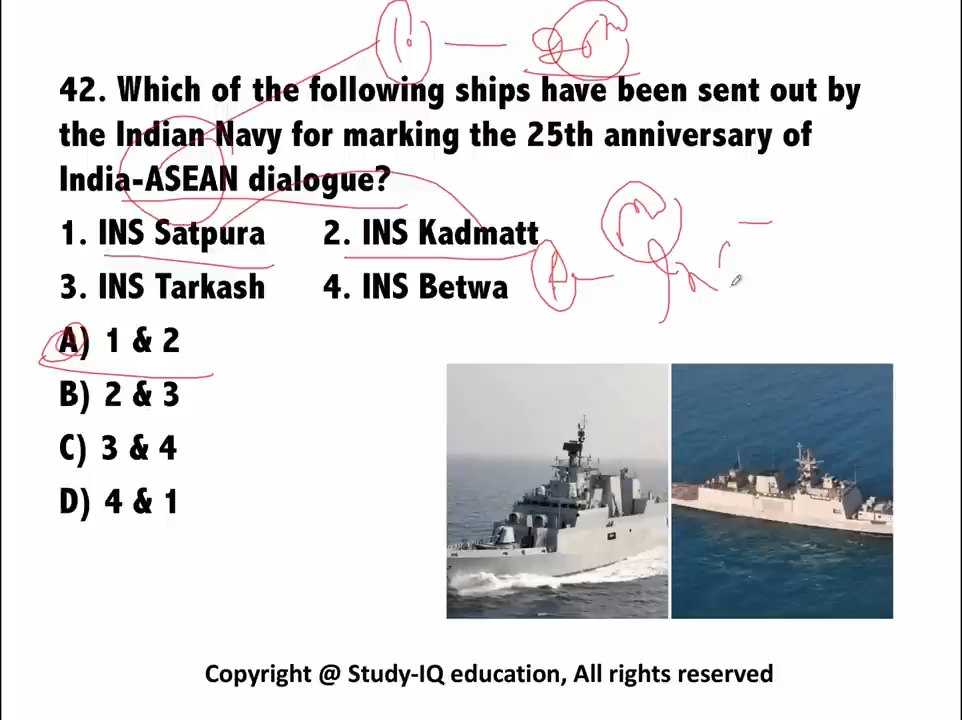 42. Which of the following ships have been sent out by
the Indian Navy for marking the 25th anniversary of
India-ASEAN dialogue?
1. INS Satpura 2. INS Kadmatt
3. INS Tarkash 4. INS Betwa
A) 1 & 2
B) 2 & 3
C) 3 & 4
D) 4 & 1
Copyright @ Study-IQ education, All rights reserved